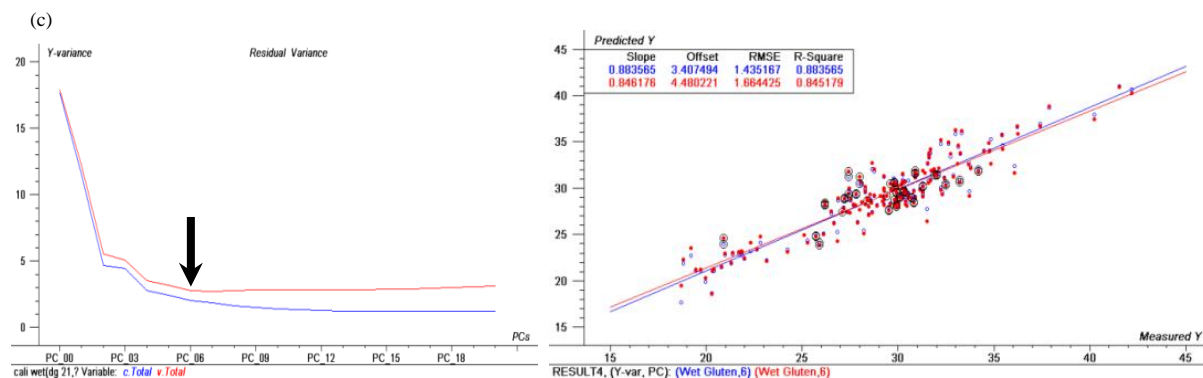 (c)
Y-variance
Residual Variance
20
15
10
5
0
PCs
PC_00 PC_03 PC_06 PC_09 PC_12 PC_15 PC_18
cali wet(dg 21,? Variable: c.Total v.Total
Predicted Y
Slope Offset RMSE R-Square
0.883565 3.407494 1.435167 0.883565
0.846176 4.480221 1.664425 0.845179
45
40
35
30
25
20
15
Measured Y
15 20 25 30 35 40 45
RESULT4, (Y-var, PC): (Wet Gluten,6) (Wet Gluten,6)